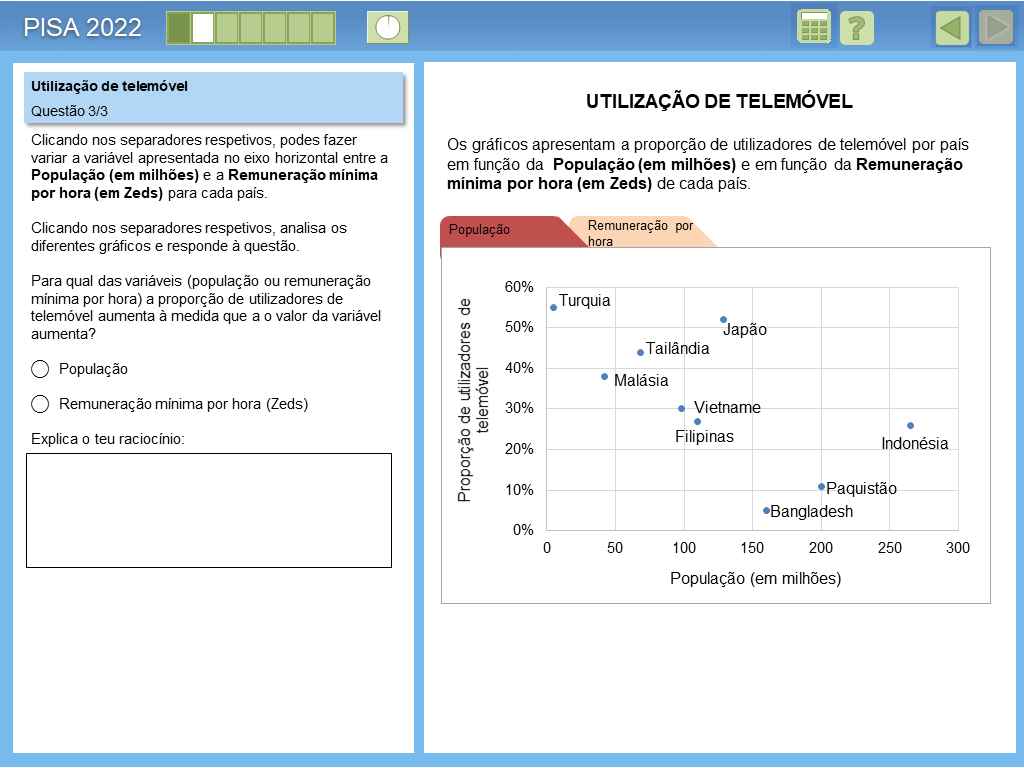 PISA 2022
?
Utilização de telemóvel
Questão 3/3
Clicando nos separadores respetivos, podes fazer
variar a variável apresentada no eixo horizontal entre a
População (em milhões) e a Remuneração mínima
por hora (em Zeds) para cada país.
Clicando nos separadores respetivos, analisa os
diferentes gráficos e responde à questão.
Para qual das variáveis (população ou remuneração
mínima por hora) a proporção de utilizadores de
telemóvel aumenta à medida que a o valor da variável
aumenta?
População
Remuneração mínima por hora (Zeds)
Explica o teu raciocínio:
UTILIZAÇÃO DE TELEMÓVEL
Os gráficos apresentam a proporção de utilizadores de telemóvel por país
em função da População (em milhões) e em função da Remuneração
mínima por hora (em Zeds) de cada país.
População
Remuneração por
hora
Proporção de utilizadores de
telemóvel
60%
50%
40%
30%
20%
10%
0%
Turquia
Japão
Tailândia
Malásia
Vietname
Filipinas
Indonésia
Paquistão
Bangladesh
0 50 100 150 200 250 300
População (em milhões)